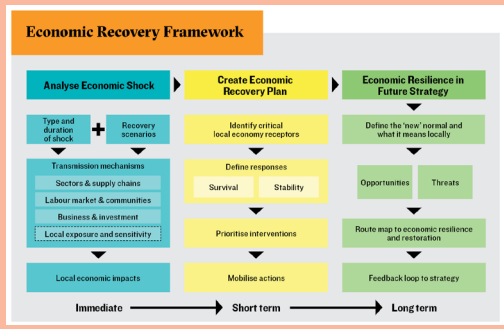 Economic Recovery Framework
Analyse Economic Shock
Create Economic
Recovery Plan
Economic Resilience in
Future Strategy
Type and
duration
of shock
+
Recovery
scenarios
Transmission mechanisms
Sectors & supply chains
Labour market & communities
Business & investment
Local exposure and sensitivity
Local economic impacts
Identify critical
local economy receptors
Define responses
Survival
Stability
Prioritise interventions
Mobilise actions
Define the ‘new’ normal and
what it means locally
Opportunities
Threats
Route map to economic resilience
and restoration
Feedback loop to strategy
Immediate
Short term
Long term